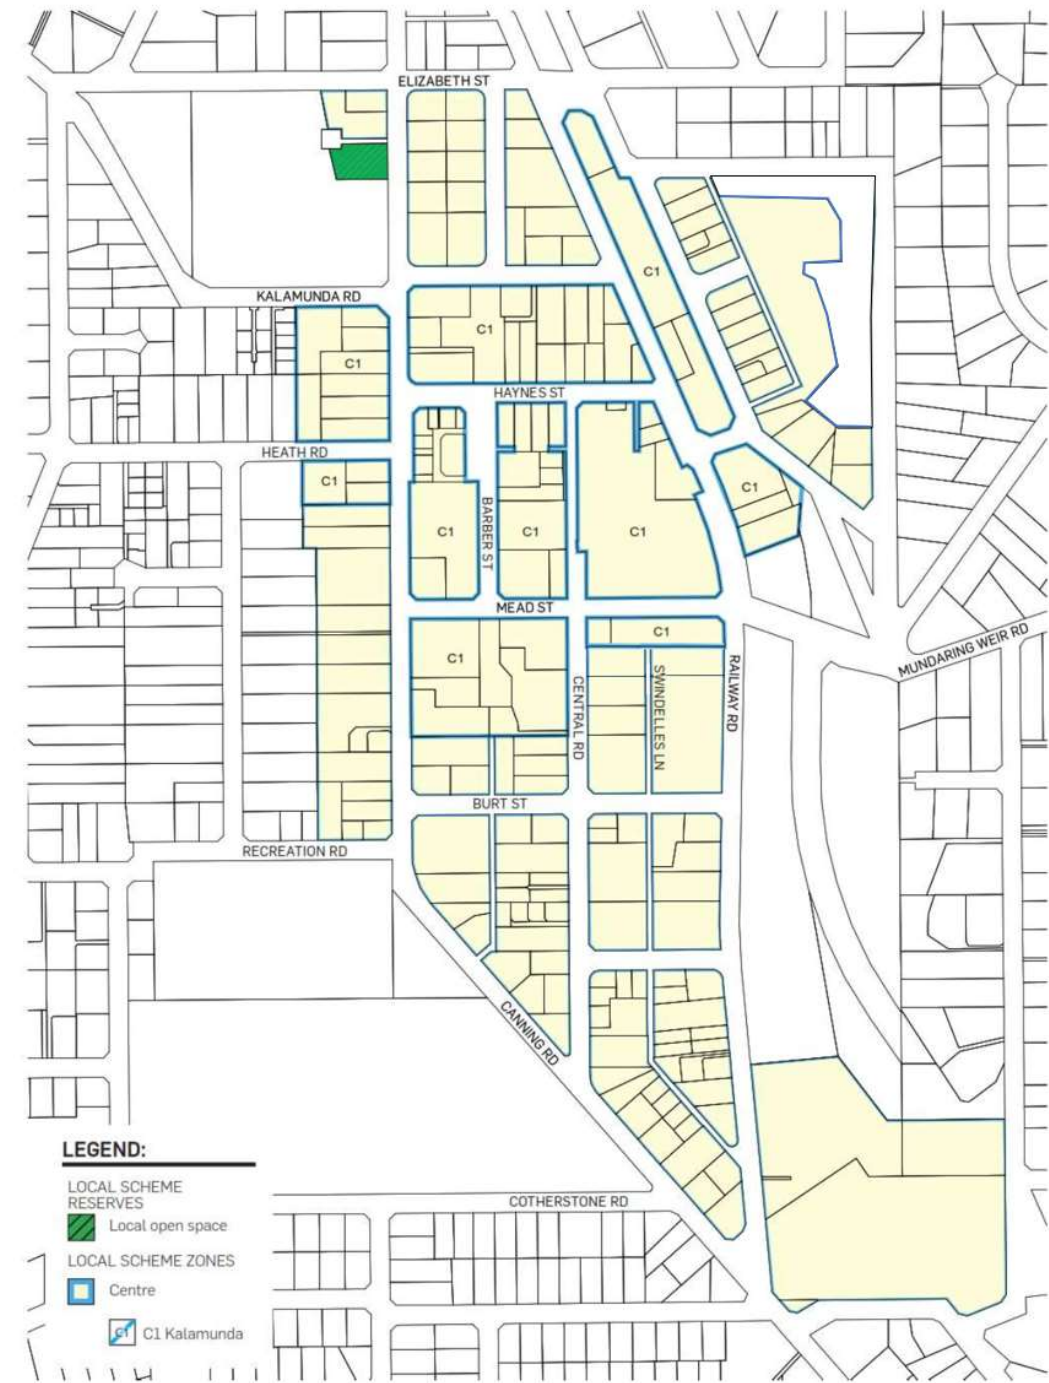 ELIZABETH ST
C1
KALAMUNDA RD
C1
C1
HAYNES ST
HEATH RD
C1
C1
C1
BARBER ST
C1
C1
MEAD ST
C1
C1
MUNDARING WEIR RD
CENTRAL RD
SWINDELLES LN
RAILWAY RD
BURT ST
RECREATION RD
CANNING RD
COTHERSTONE RD
LEGEND:
LOCAL SCHEME
RESERVES
Local open space
LOCAL SCHEME ZONES
Centre
C1 C1 Kalamunda